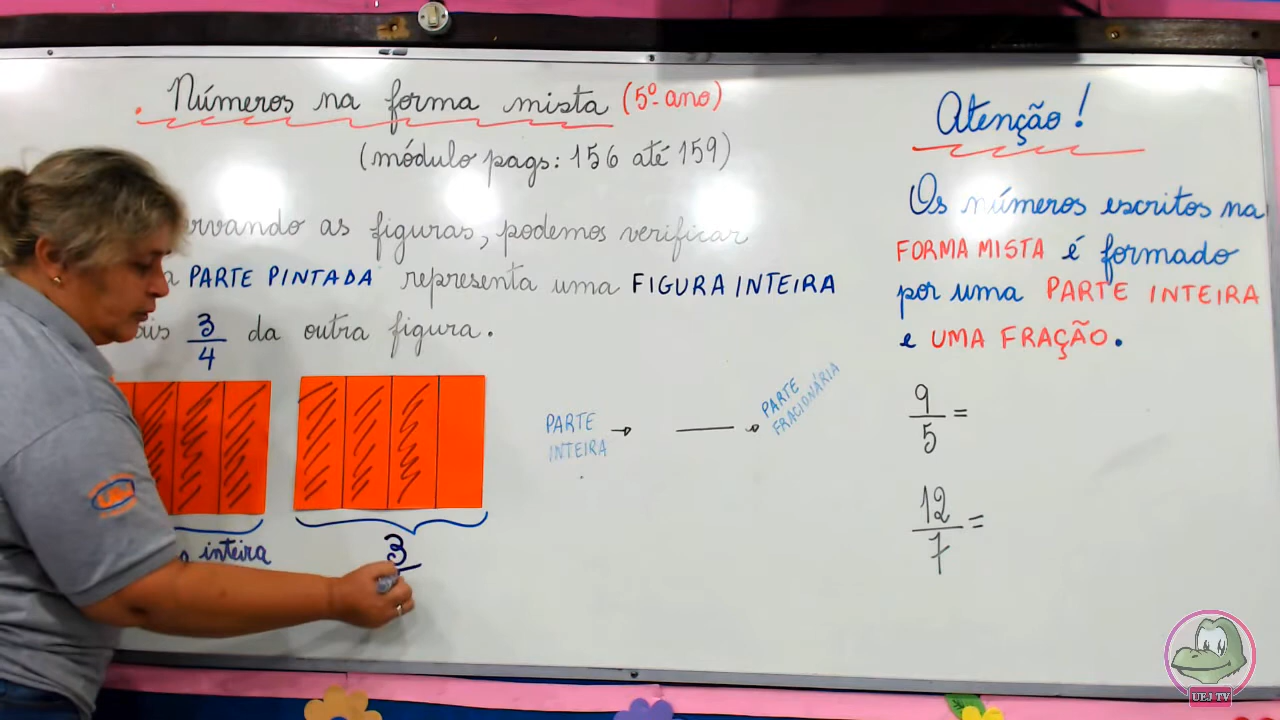 . Números na forma mista (5º ano)
(módulo pags: 156 até 159)
as figuras, podemos verificar
a PARTE PINTADA representa uma FIGURA INTEIRA
3
4
da outra figura.
inteira
3
PARTE
INTEIRA
PARTE
FRACIONÁRIA
Atenção!
Os números escritos na
FORMA MISTA é formado
por uma PARTE INTEIRA
e UMA FRAÇÃO.
9
5
=
12
7
=
UEJ TV